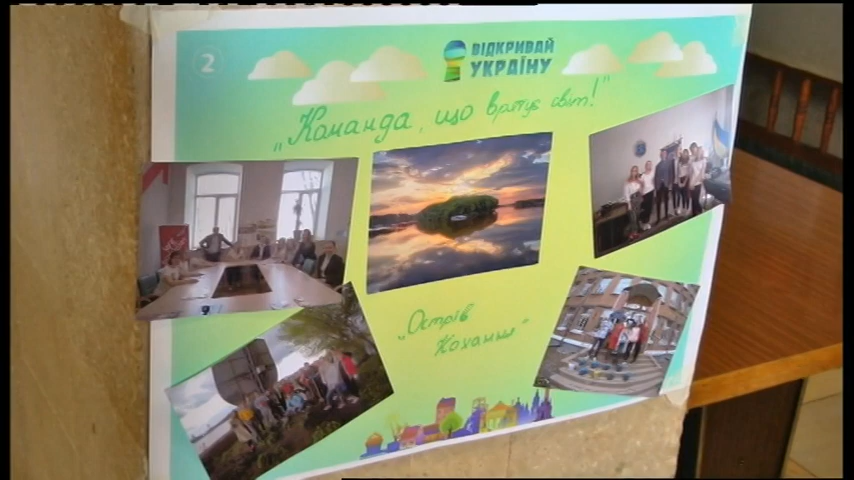 2
ВІДКРИВАЙ
УКРАЇНУ
„Команда, що врятує світ!"
„Острів
Кохання"